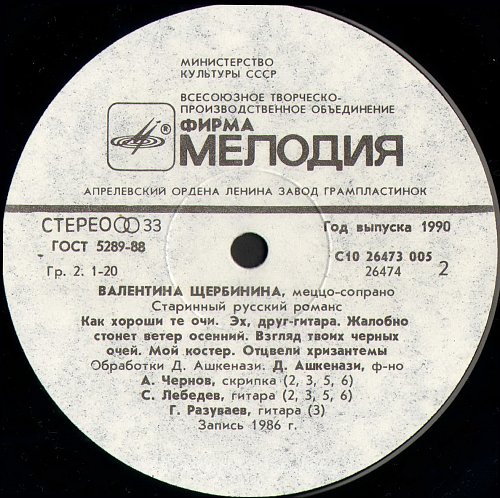 МИНИСТЕРСТВО
КУЛЬТУРЫ СССР
ВСЕСОЮЗНОЕ ТВОРЧЕСКО-
ПРОИЗВОДСТВЕННОЕ ОБЪЕДИНЕНИЕ
®
ФИРМА
МЕЛОДИЯ
АПРЕЛЕВСКИЙ ОРДЕНА ЛЕНИНА ЗАВОД ГРАМПЛАСТИНОК
СТЕРЕО 33
Год выпуска 1990
ГОСТ 5289-88
С10 26473 005
Гр. 2. 1-20
26474 2
ВАЛЕНТИНА ЩЕРБИНИНА, меццо-сопрано
Старинный русский романс
Как хороши те очи. Эх, друг-гитара. Жалобно
стонет ветер осенний. Взгляд твоих черных
очей. Мой костер. Отцвели хризантемы
Обработки Д. Ашкенази. Д. Ашкенази, ф-но
А. Чернов, скрипка (2, 3, 5, 6)
С. Лебедев, гитара (2, 3, 5, 6)
Г. Разуваев, гитара (3)
Запись 1986 г.